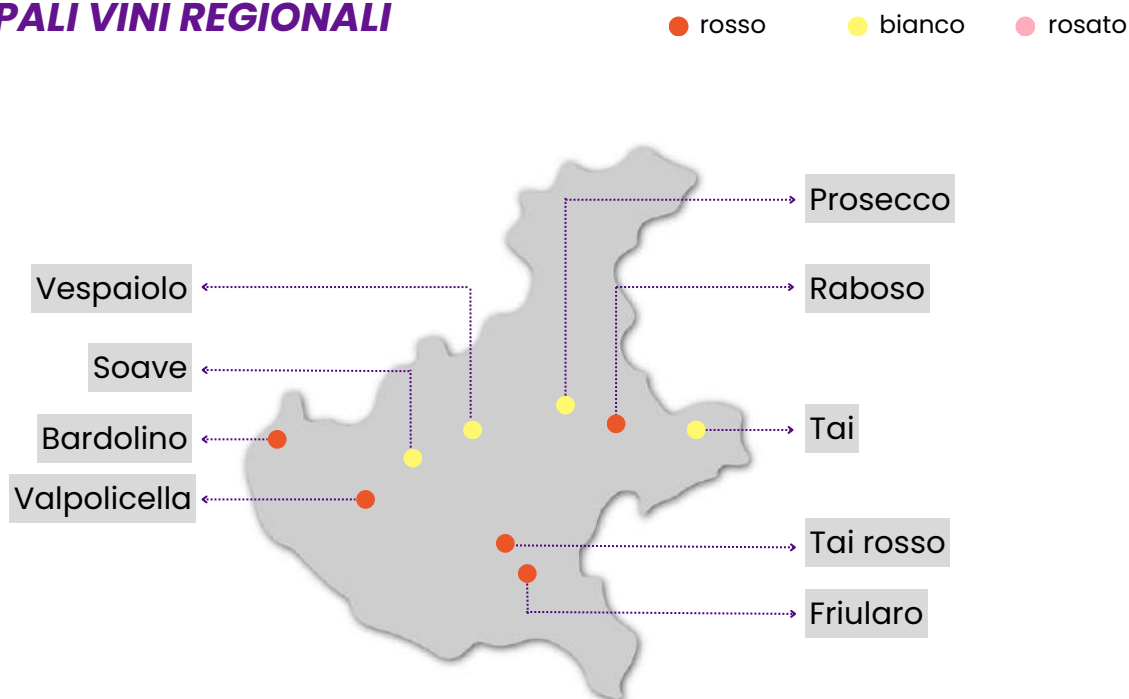 PALI VINI REGIONALI
rosso
bianco
rosato
Prosecco
Vespaiolo
Raboso
Soave
Bardolino
Tai
Valpolicella
Tai rosso
Friularo